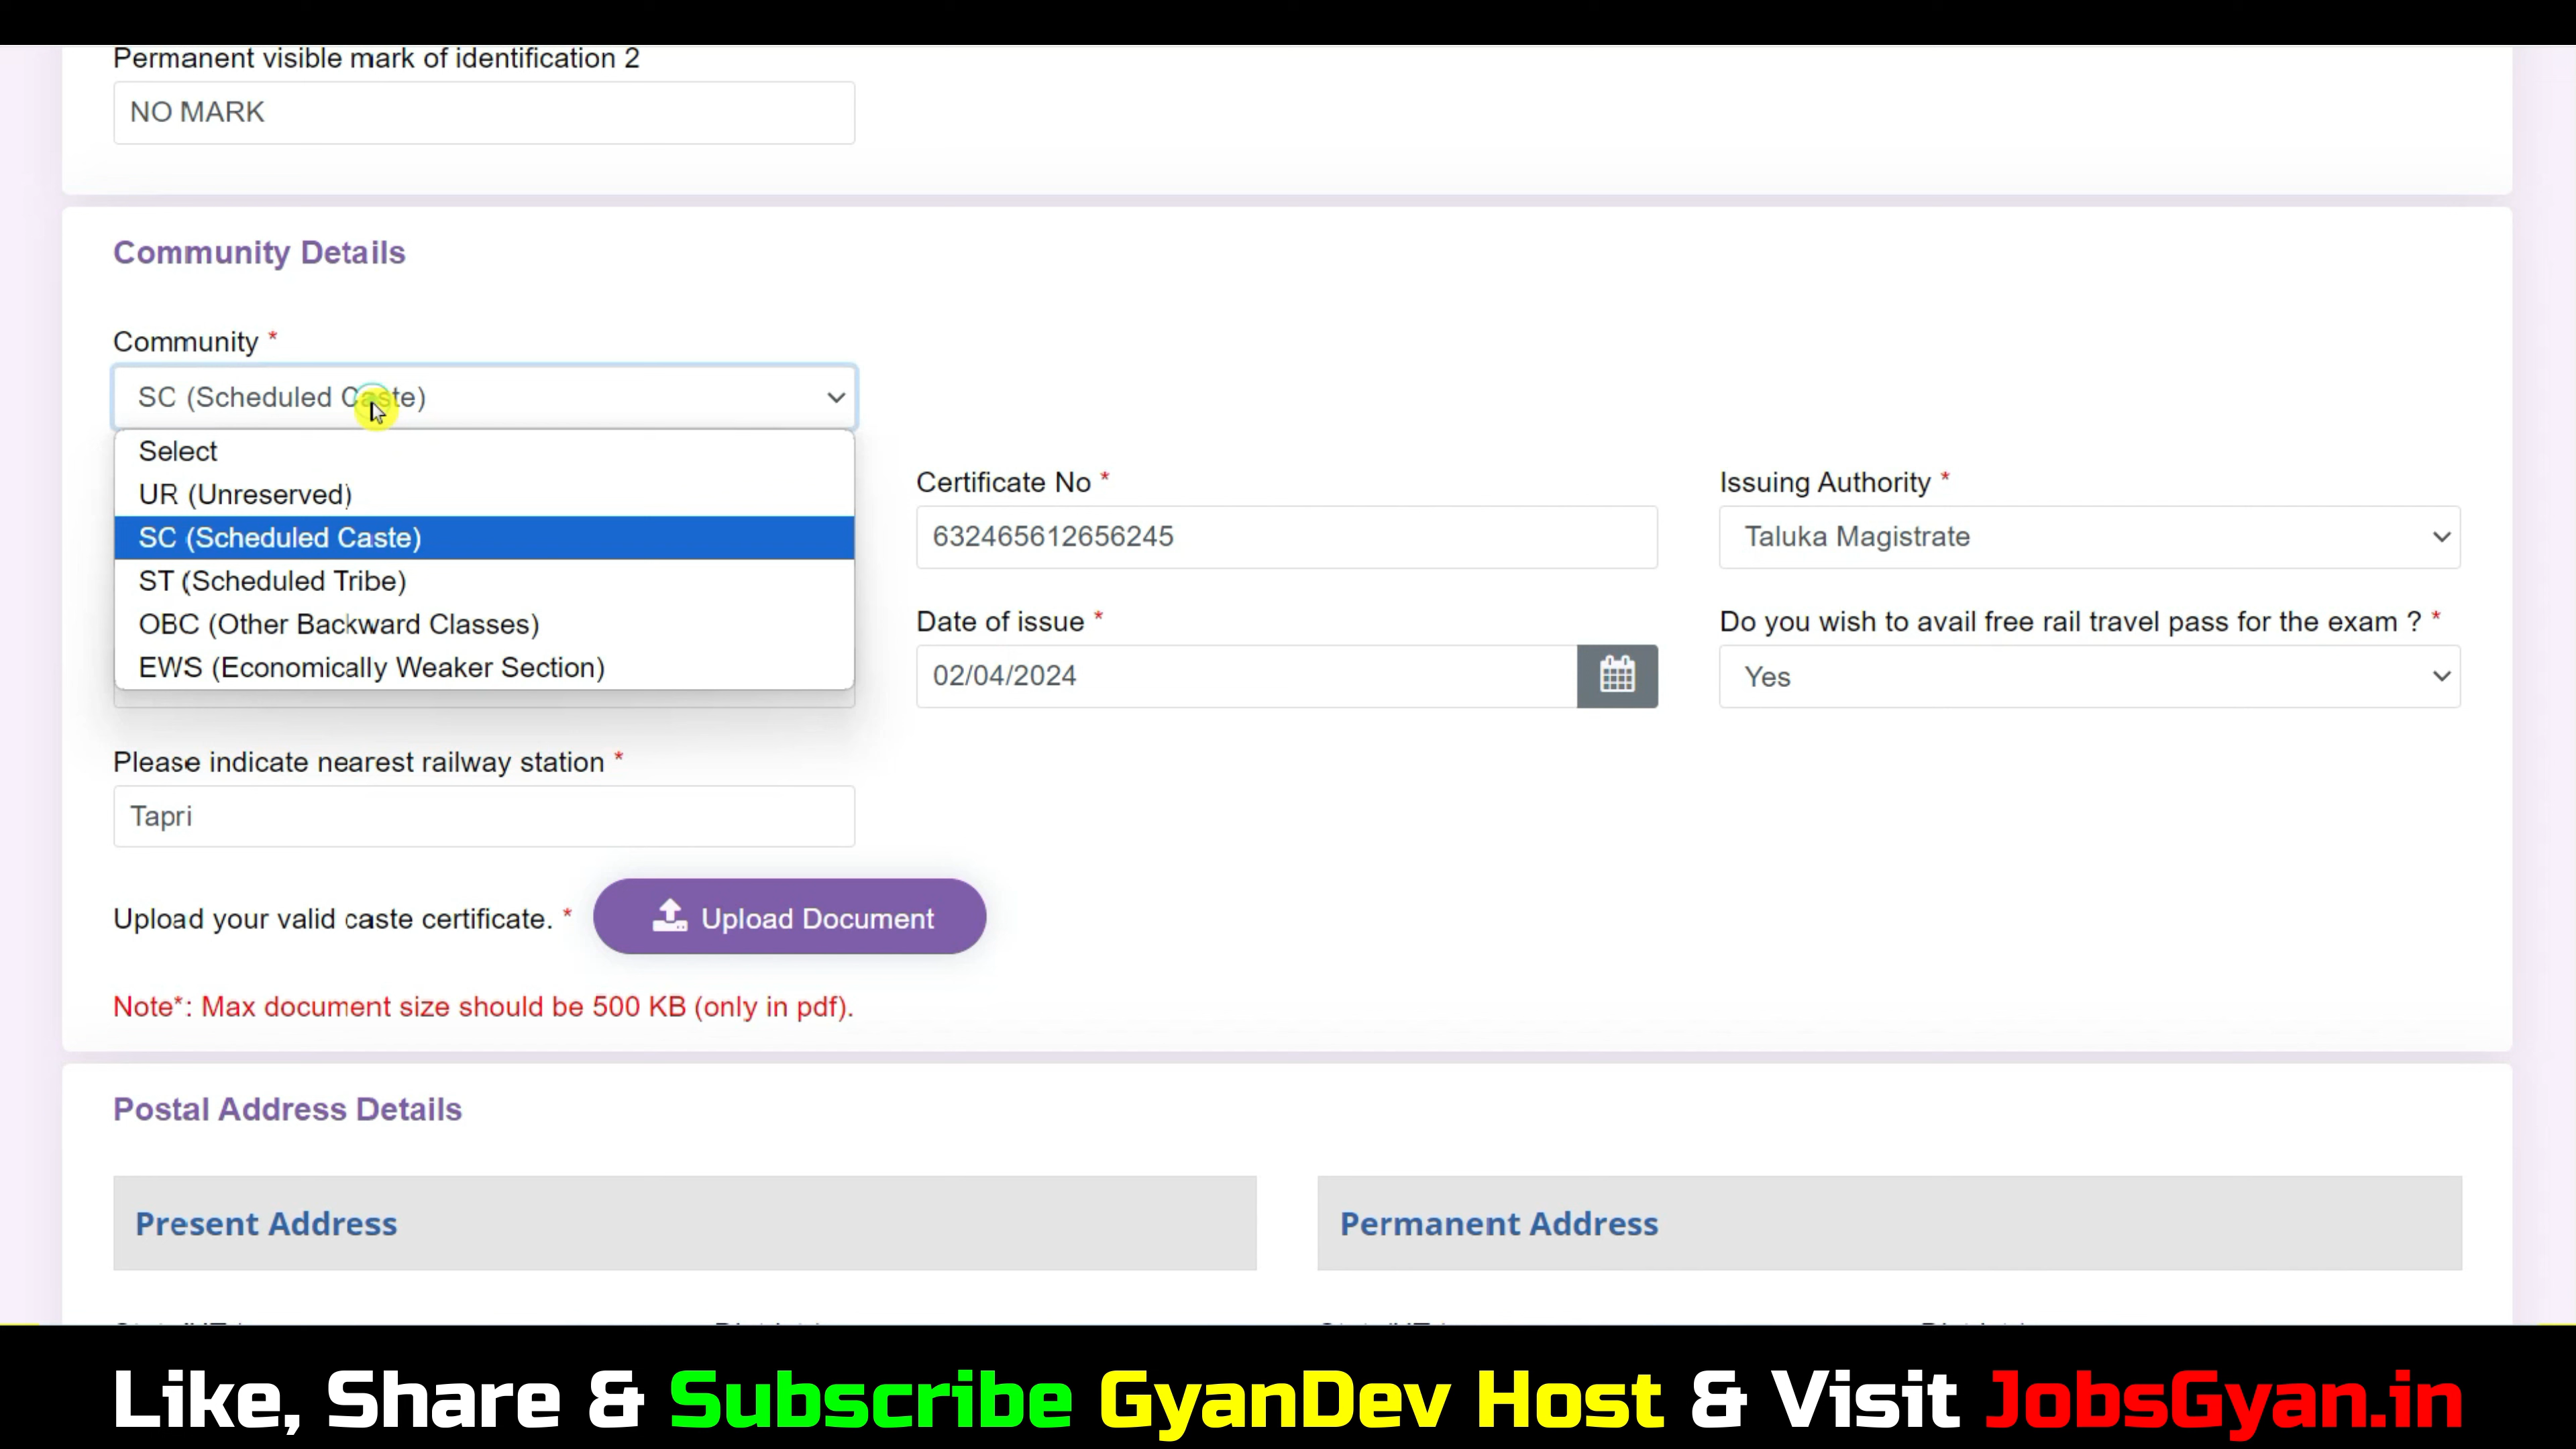 Permanent visible mark of identification 2
NO MARK
Community Details
Community *
SC (Scheduled Caste)
Select
UR (Unreserved)
SC (Scheduled Caste)
ST (Scheduled Tribe)
OBC (Other Backward Classes)
EWS (Economically Weaker Section)
Certificate No *
632465612656245
Issuing Authority *
Taluka Magistrate
Date of issue *
02/04/2024
Do you wish to avail free rail travel pass for the exam ? *
Yes
Please indicate nearest railway station *
Tapri
Upload your valid caste certificate. * Upload Document
Note*: Max document size should be 500 KB (only in pdf).
Postal Address Details
Present Address
Permanent Address
Like, Share & Subscribe GyanDev Host & Visit JobsGyan.in